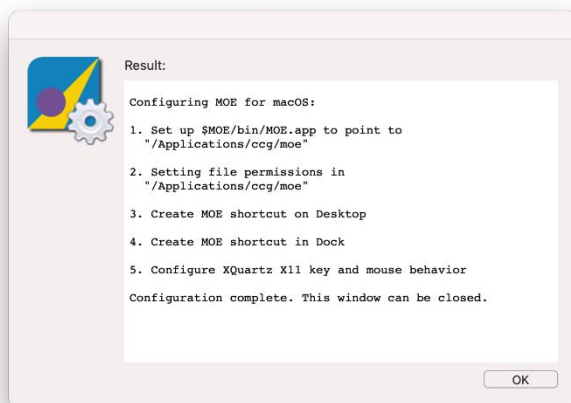 Result:
Configuring MOE for macOS:
1. Set up $MOE/bin/MOE.app to point to
"/Applications/ccg/moe"
2. Setting file permissions in
"/Applications/ccg/moe"
3. Create MOE shortcut on Desktop
4. Create MOE shortcut in Dock
5. Configure XQuartz X11 key and mouse behavior
Configuration complete. This window can be closed.
OK